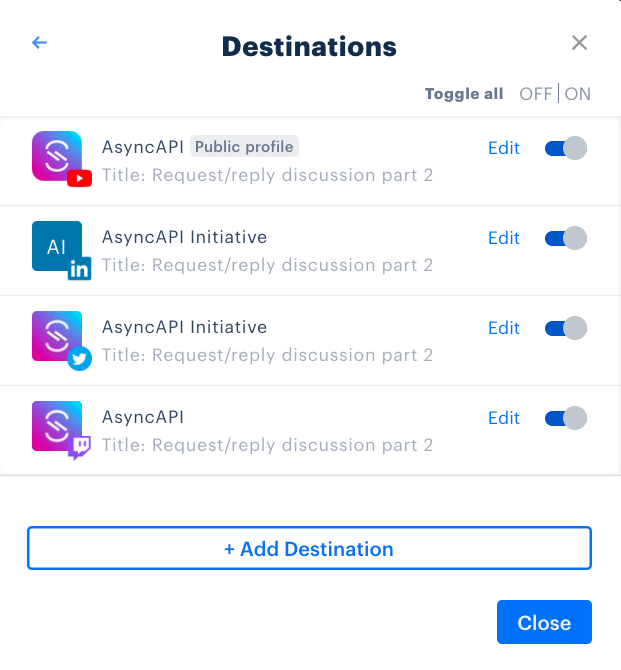 Destinations
Toggle all OFF | ON
AsyncAPI Public profile Edit
Title: Request/reply discussion part 2
AI
in
AsyncAPI Initiative Edit
Title: Request/reply discussion part 2
AsyncAPI Initiative Edit
Title: Request/reply discussion part 2
AsyncAPI Edit
Title: Request/reply discussion part 2
+ Add Destination
Close